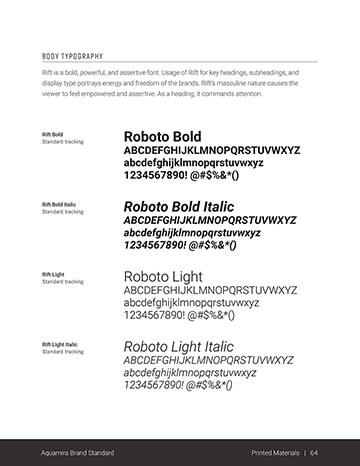 BODY TYPOGRAPHY
Rift is a bold, powerful, and assertive font. Usage of Rift for key headings, subheadings, and
display type portrays energy and freedom of the brands. Rift's masculine nature causes the
viewer to feel empowered and assertive. As a heading, it commands attention.
Rift Bold
Standard tracking
Roboto Bold
ABCDEFGHIJKLMNOPQRSTUVWXYZ
abcdefghijklmnopqrstuvwxyz
1234567890! @#$%&*()
Rift Bold Italic
Standard tracking
Roboto Bold Italic
ABCDEFGHIJKLMNOPQRSTUVWXYZ
abcdefghijklmnopqrstuvwxyz
1234567890! @#$%&*()
Rift Light
Standard tracking
Roboto Light
ABCDEFGHIJKLMNOPQRSTUVWXYZ
abcdefghijklmnopqrstuvwxyz
1234567890! @#$%&*()
Rift Light Italic
Standard tracking
Roboto Light Italic
ABCDEFGHIJKLMNOPQRSTUVWXYZ
abcdefghijklmnopqrstuvwxyz
1234567890! @#$%&*()
Aquamira Brand Standard
Printed Materials | 64